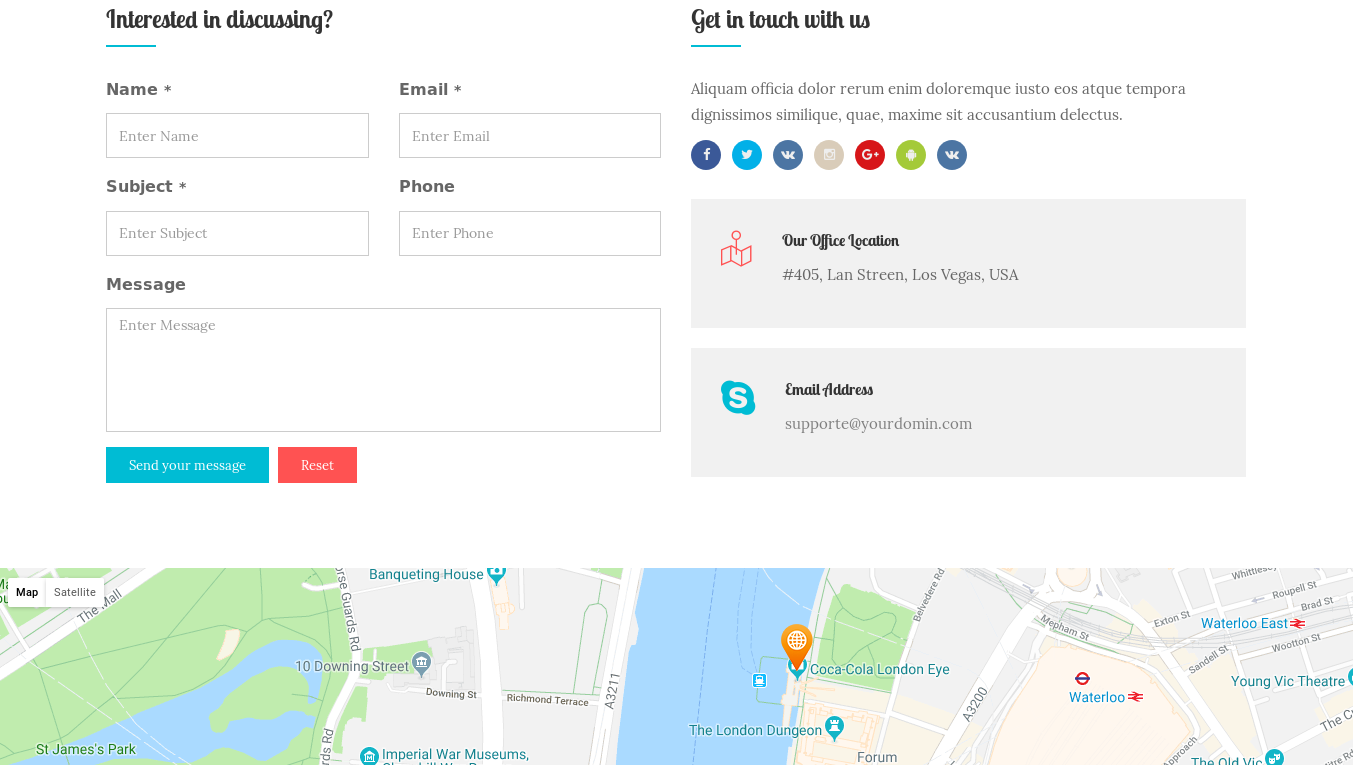 Interested in discussing?
Name *
Email *
Enter Name
Enter Email
Subject *
Phone
Enter Subject
Enter Phone
Message
Enter Message
Send your message
Reset
Get in touch with us
Aliquam officia dolor rerum enim doloremque iusto eos atque tempora
dignissimos similique, quae, maxime sit accusantium delectus.
Our Office Location
#405, Lan Streen, Los Vegas, USA
Email Address
supporte@yourdomin.com
Map
Satellite
The Mall
Banqueting House
10 Downing Street
Downing St
Richmond Terrace
A3211
St James's Park
Imperial War Museums,
Coca-Cola London Eye
The London Dungeon
Forum
Belvedere Rd
A3200
Mepham St
Exton St
Roupell St
Brad St
Waterloo East
Wootton St
Sandell St
Waterloo
Young Vic Theatre
The Old Vic
Approach